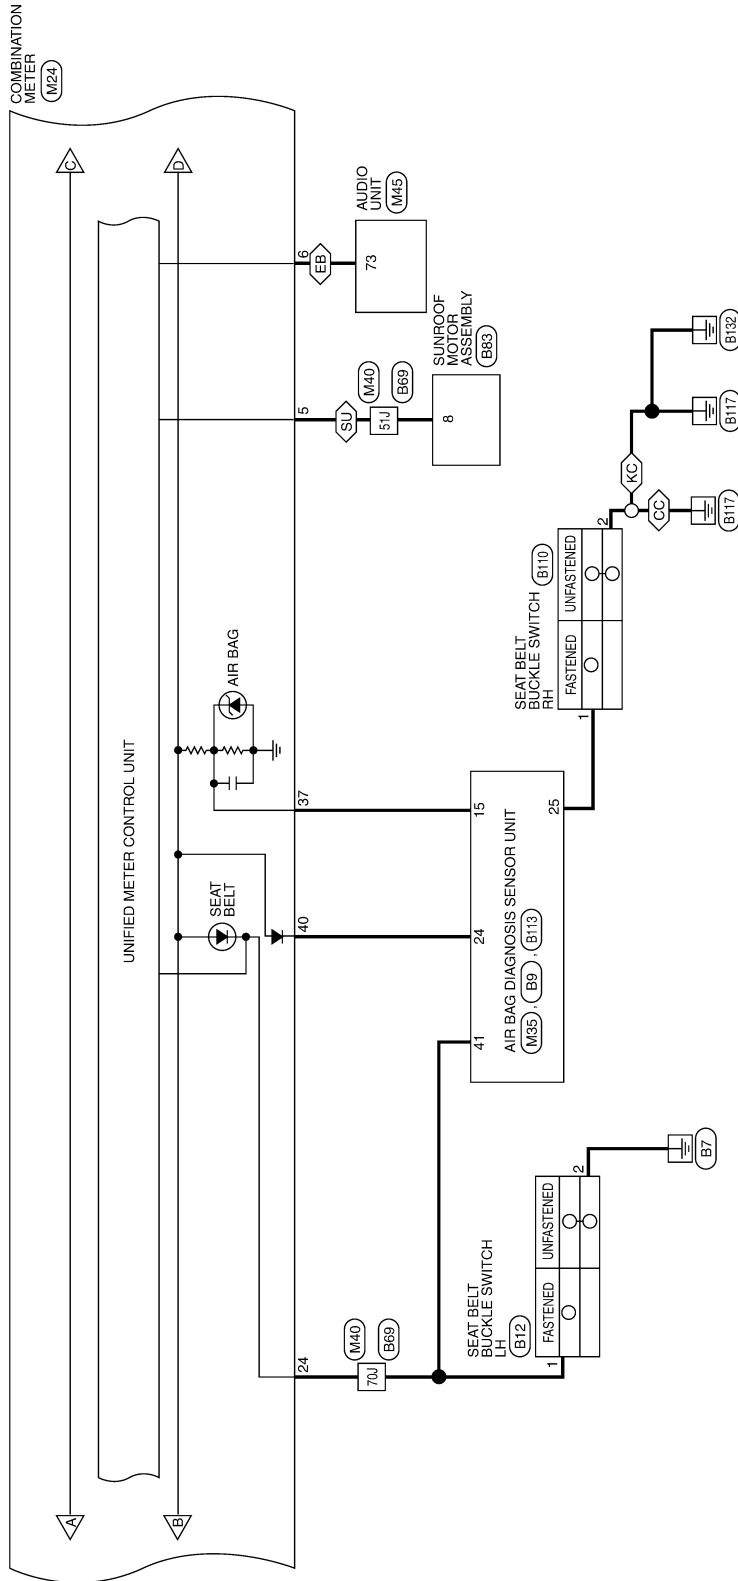 COMBINATION
METER
M24
A
C
UNIFIED METER CONTROL UNIT
B
D
SEAT
BELT
AIR BAG
24
40
37
5
6
M40
B69
70J
SU
M40
B69
51J
EB
AUDIO
UNIT
M45
73
SUNROOF
MOTOR
ASSEMBLY
B83
8
41
24
15
AIR BAG DIAGNOSIS SENSOR UNIT
M35 , B9 , B113
25
SEAT BELT
BUCKLE SWITCH
LH
B12
FASTENED
UNFASTENED
1
2
B7
SEAT BELT
BUCKLE SWITCH
RH
B110
FASTENED
UNFASTENED
1
2
KC
CC
B117
B117
B132